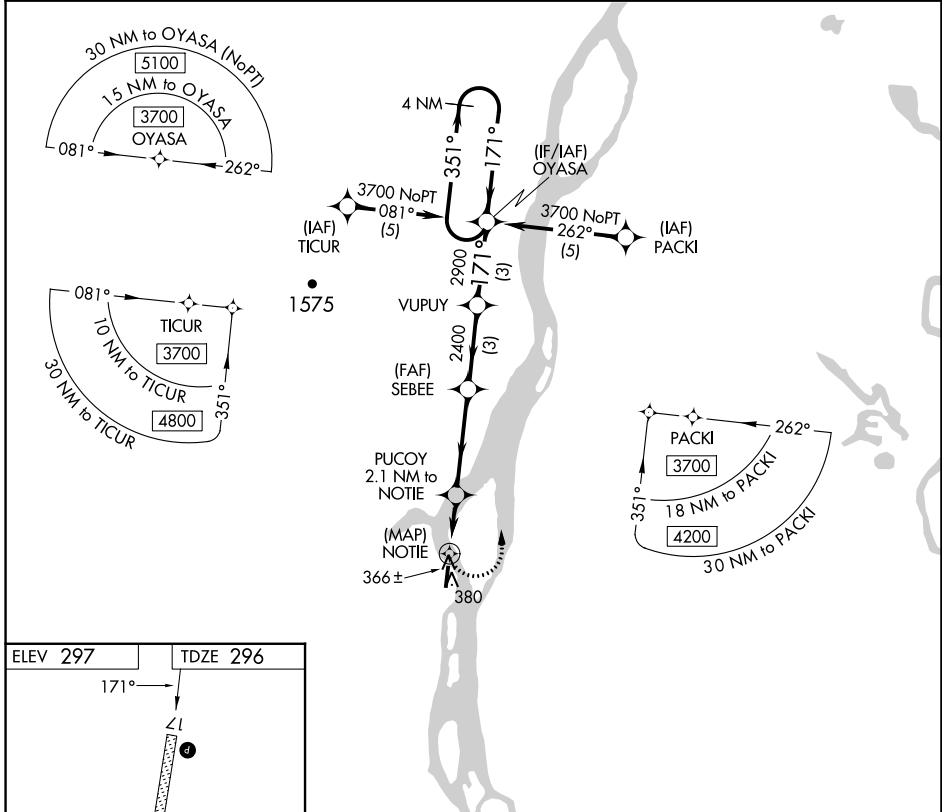 30 NM to OYASA (NoPT)
5100
15 NM to OYASA
3700
OYASA
081°
262°
4 NM
351°
171°
(IF/IAF)
OYASA
3700 NoPT
081°
(5)
(IAF)
TICUR
3700 NoPT
262°
(5)
(IAF)
PACKI
2900
171°
(3)
1575
VUPUY
2400
(3)
(FAF)
SEBEE
081°
TICUR
3700
10 NM to TICUR
4800
30 NM to TICUR
351°
PACKI
262°
3700
18 NM to PACKI
351°
4200
30 NM to PACKI
PUCOY
2.1 NM to
NOTIE
(MAP)
NOTIE
366±
380
ELEV 297
TDZE 296
171°
17
P